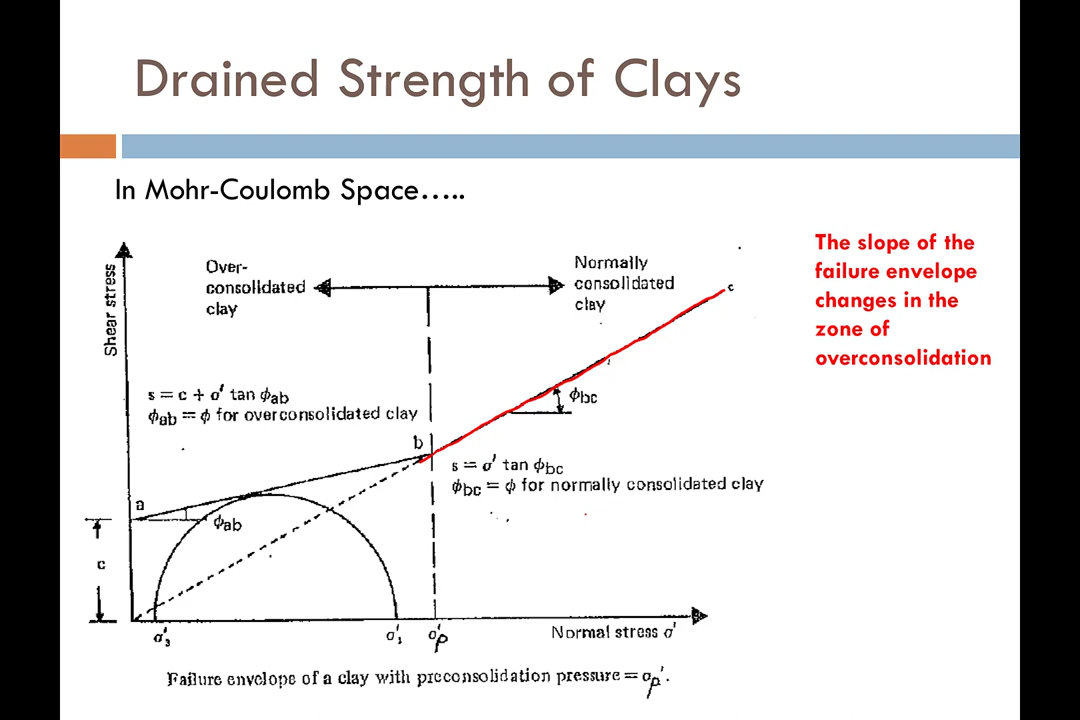 Drained Strength of Clays
In Mohr-Coulomb Space…..
The slope of the
failure envelope
changes in the
zone of
overconsolidation
Shear stress
Over-
consolidated
clay
Normally
consolidated
clay
c
s = c + σ' tan ϕab
ϕab = ϕ for overconsolidated clay
ϕbc
b
s = σ' tan ϕbc
ϕbc = ϕ for normally consolidated clay
a
ϕab
c
σ'3
σ'1
σ'p
Normal stress σ'
Failure envelope of a clay with preconsolidation pressure = σp'.